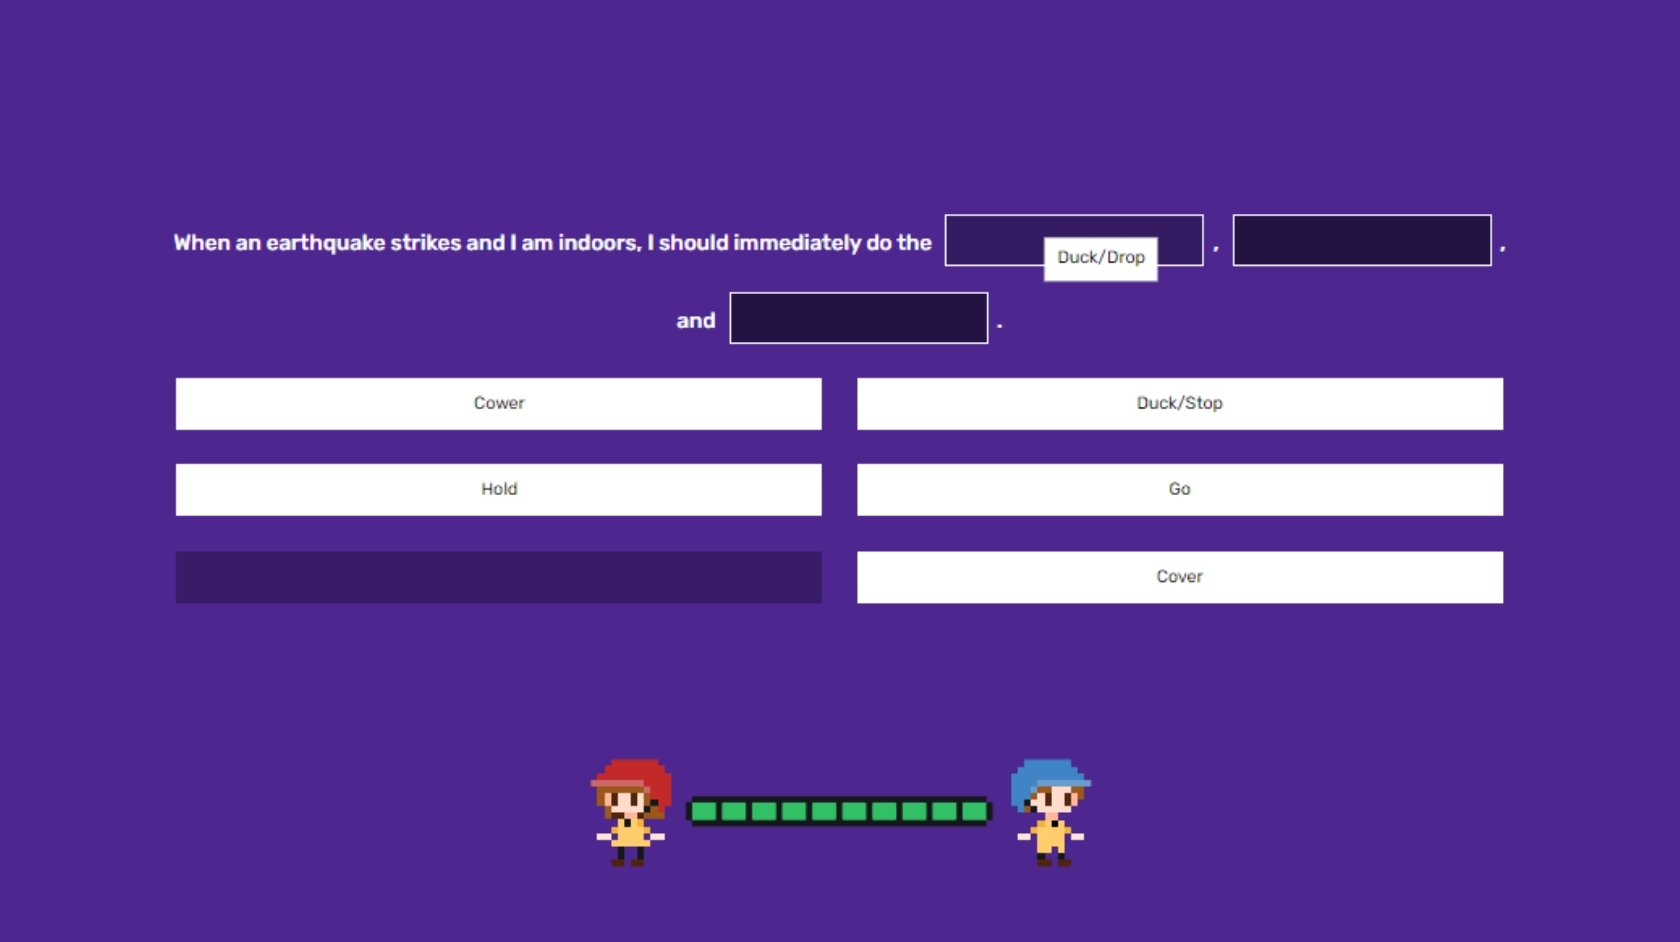 When an earthquake strikes and I am indoors, I should immediately do the , ,
Duck/Drop
and .
Cower
Duck/Stop
Hold
Go
Cover